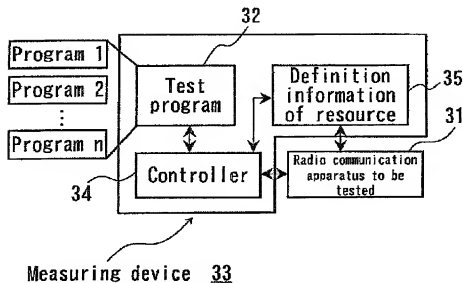 32
Program 1
Program 2
⋮
Program n
Test
program
Definition
information
of resource
35
31
34
Controller
Radio communication
apparatus to be
tested
Measuring device 33